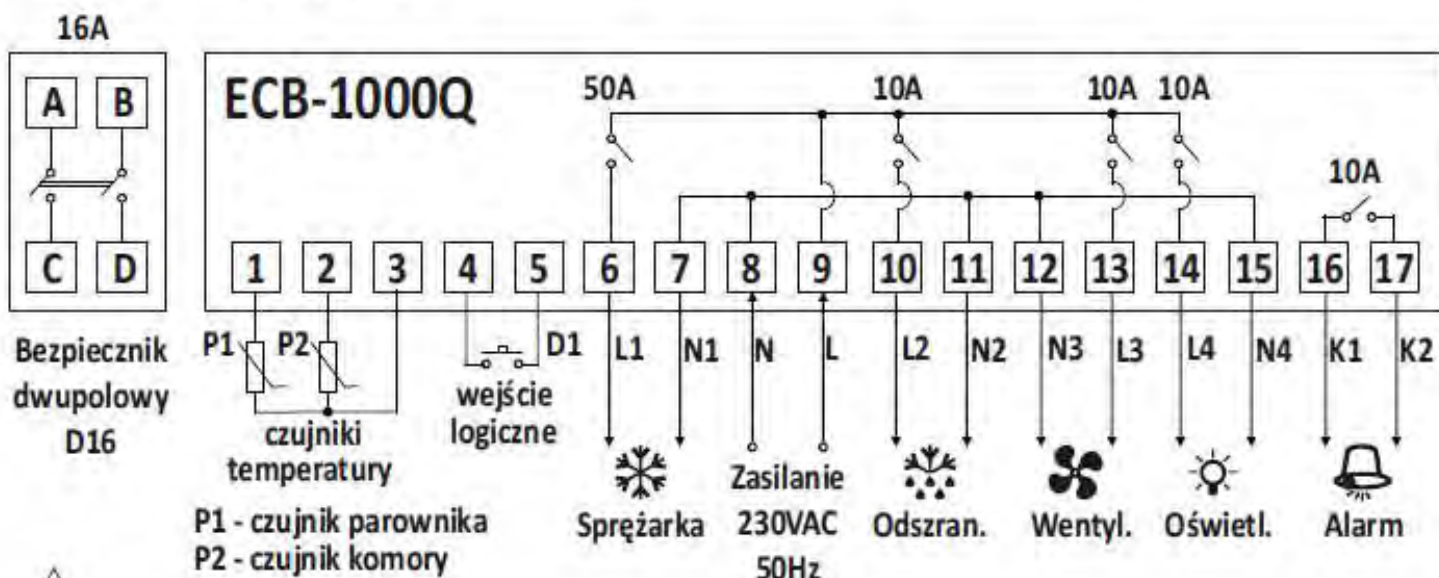 16A
A B
C D
Bezpiecznik
dwupolowy
D16
ECB-1000Q
50A 10A 10A 10A
10A
1 2 3 4 5 6 7 8 9 10 11 12 13 14 15 16 17
P1 P2 D1 L1 N1 N L L2 N2 N3 L3 L4 N4 K1 K2
czujniki
temperatury
wejście
logiczne
P1 - czujnik parownika
P2 - czujnik komory
Sprężarka
Zasilanie
230VAC
50Hz
Odszran.
Wentyl.
Oświetl.
Alarm